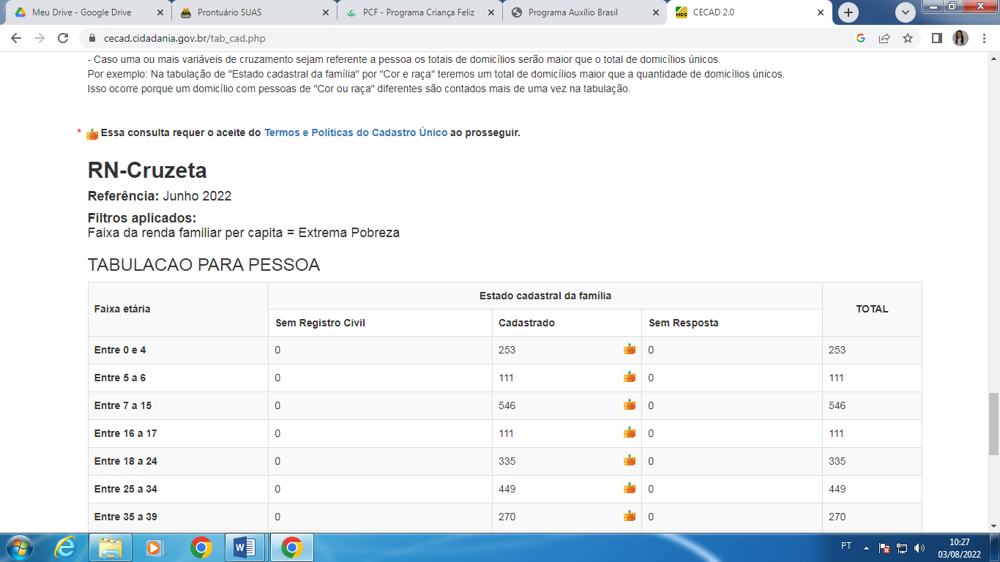 Meu Drive - Google Drive
Prontuário SUAS
PCF - Programa Criança Feliz
Programa Auxílio Brasil
MDS
CECAD 2.0
cecad.cidadania.gov.br/tab_cad.php
- Caso uma ou mais variáveis de cruzamento sejam referente a pessoa os totais de domicílios serão maior que o total de domicílios únicos.
Por exemplo: Na tabulação de "Estado cadastral da família" por "Cor e raça" teremos um total de domicílios maior que a quantidade de domicílios únicos.
Isso ocorre porque um domicílio com pessoas de "Cor ou raça" diferentes são contados mais de uma vez na tabulação.
* Essa consulta requer o aceite do Termos e Políticas do Cadastro Único ao prosseguir.
RN-Cruzeta
Referência: Junho 2022
Filtros aplicados:
Faixa da renda familiar per capita = Extrema Pobreza
TABULACAO PARA PESSOA
Faixa etária Estado cadastral da família TOTAL
Sem Registro Civil Cadastrado Sem Resposta
Entre 0 e 4 0 253 0 253
Entre 5 a 6 0 111 0 111
Entre 7 a 15 0 546 0 546
Entre 16 a 17 0 111 0 111
Entre 18 a 24 0 335 0 335
Entre 25 a 34 0 449 0 449
Entre 35 a 39 0 270 0 270
PT
10:27
03/08/2022